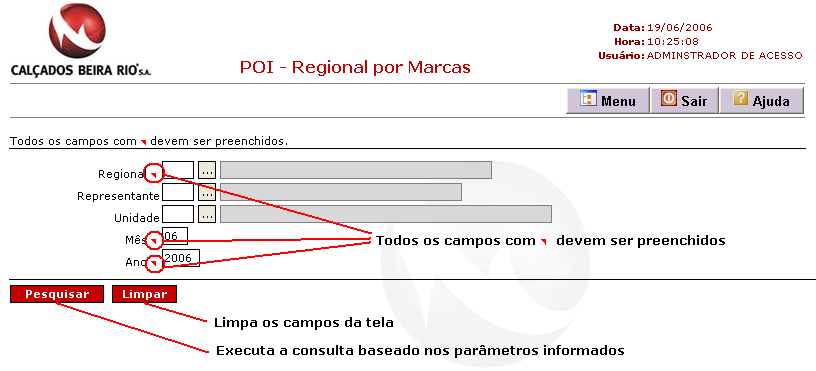 Data: 19/06/2006
Hora: 10:25:08
Usuário: ADMINSTRADOR DE ACESSO
CALÇADOS BEIRA RIO S.A.
POI - Regional por Marcas
Menu Sair Ajuda
Todos os campos com devem ser preenchidos.
Regional ...
Representante ...
Unidade ...
Mês 06
Todos os campos com devem ser preenchidos
Ano 2006
Pesquisar Limpar
Limpa os campos da tela
Executa a consulta baseado nos parâmetros informados